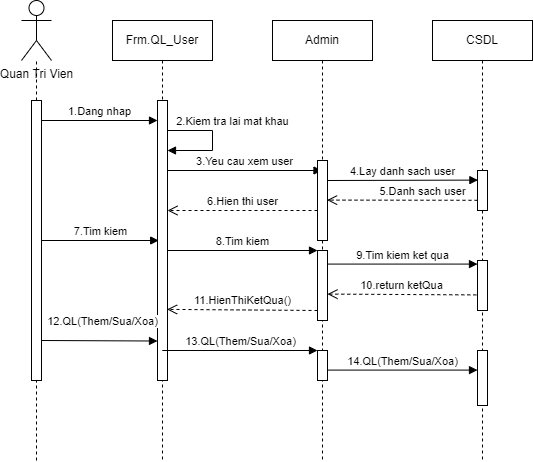 Frm.QL_User
Admin
CSDL
Quan Tri Vien
1.Dang nhap
2.Kiem tra lai mat khau
3.Yeu cau xem user
4.Lay danh sach user
5.Danh sach user
6.Hien thi user
7.Tim kiem
8.Tim kiem
9.Tim kiem ket qua
10.return ketQua
11.HienThiKetQua()
12.QL(Them/Sua/Xoa)
13.QL(Them/Sua/Xoa)
14.QL(Them/Sua/Xoa)